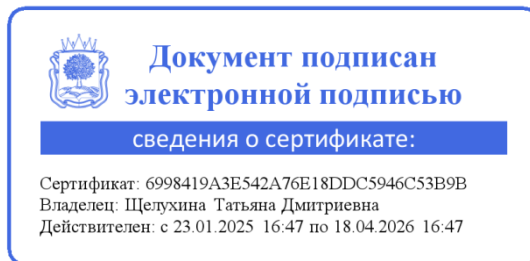 Документ подписан
электронной подписью
сведения о сертификате:
Сертификат: 6998419A3E542A76E18DDC5946C53B9B
Владелец: Щелухина Татьяна Дмитриевна
Действителен: с 23.01.2025 16:47 по 18.04.2026 16:47